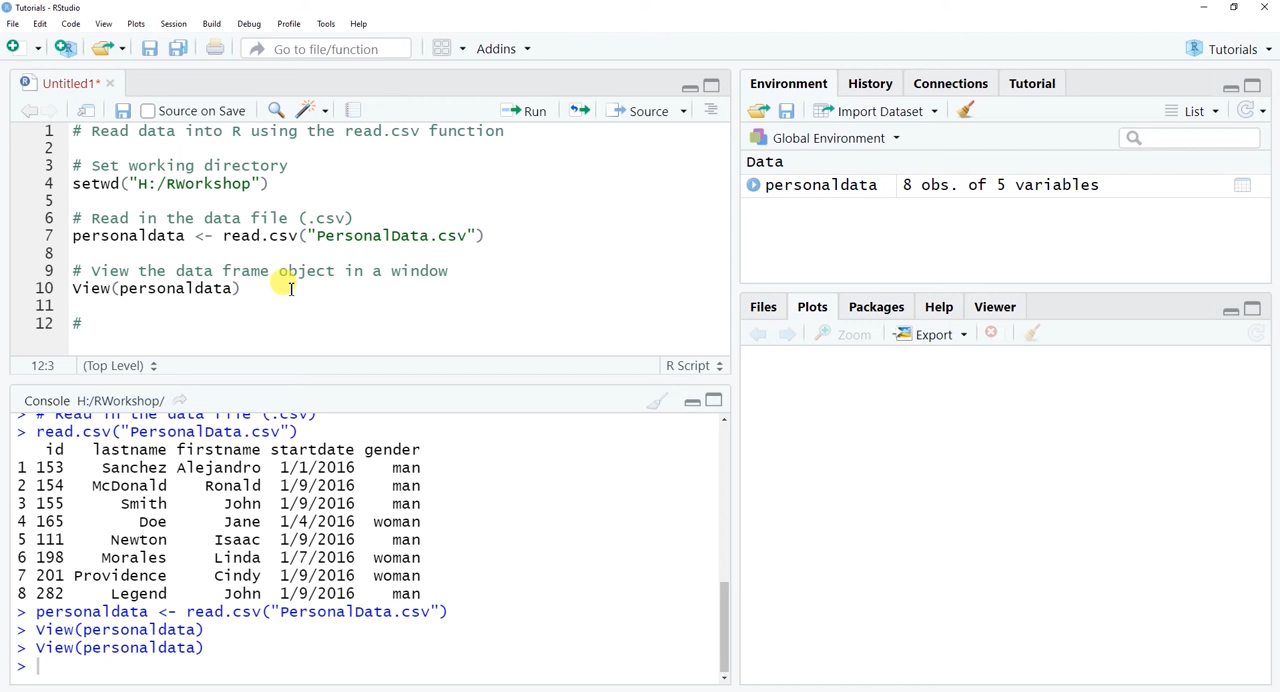 Tutorials - RStudio
File Edit Code View Plots Session Build Debug Profile Tools Help
Go to file/function
Addins
Tutorials
Untitled1*
Source on Save
Run
Source
1 # Read data into R using the read.csv function
2
3 # Set working directory
4 setwd("H:/RWorkshop")
5
6 # Read in the data file (.csv)
7 personaldata <- read.csv("PersonalData.csv")
8
9 # View the data frame object in a window
10 View(personaldata)
11
12 #
12:3 (Top Level) R Script
Console H:/RWorkshop/
> # Read in the data file (.csv)
> read.csv("PersonalData.csv")
id lastname firstname startdate gender
1 153 Sanchez Alejandro 1/1/2016 man
2 154 McDonald Ronald 1/9/2016 man
3 155 Smith John 1/9/2016 man
4 165 Doe Jane 1/4/2016 woman
5 111 Newton Isaac 1/9/2016 man
6 198 Morales Linda 1/7/2016 woman
7 201 Providence Cindy 1/9/2016 woman
8 282 Legend John 1/9/2016 man
> personaldata <- read.csv("PersonalData.csv")
> View(personaldata)
> View(personaldata)
>
Environment History Connections Tutorial
Import Dataset
List
Global Environment
Data
personaldata 8 obs. of 5 variables
Files Plots Packages Help Viewer
Zoom Export